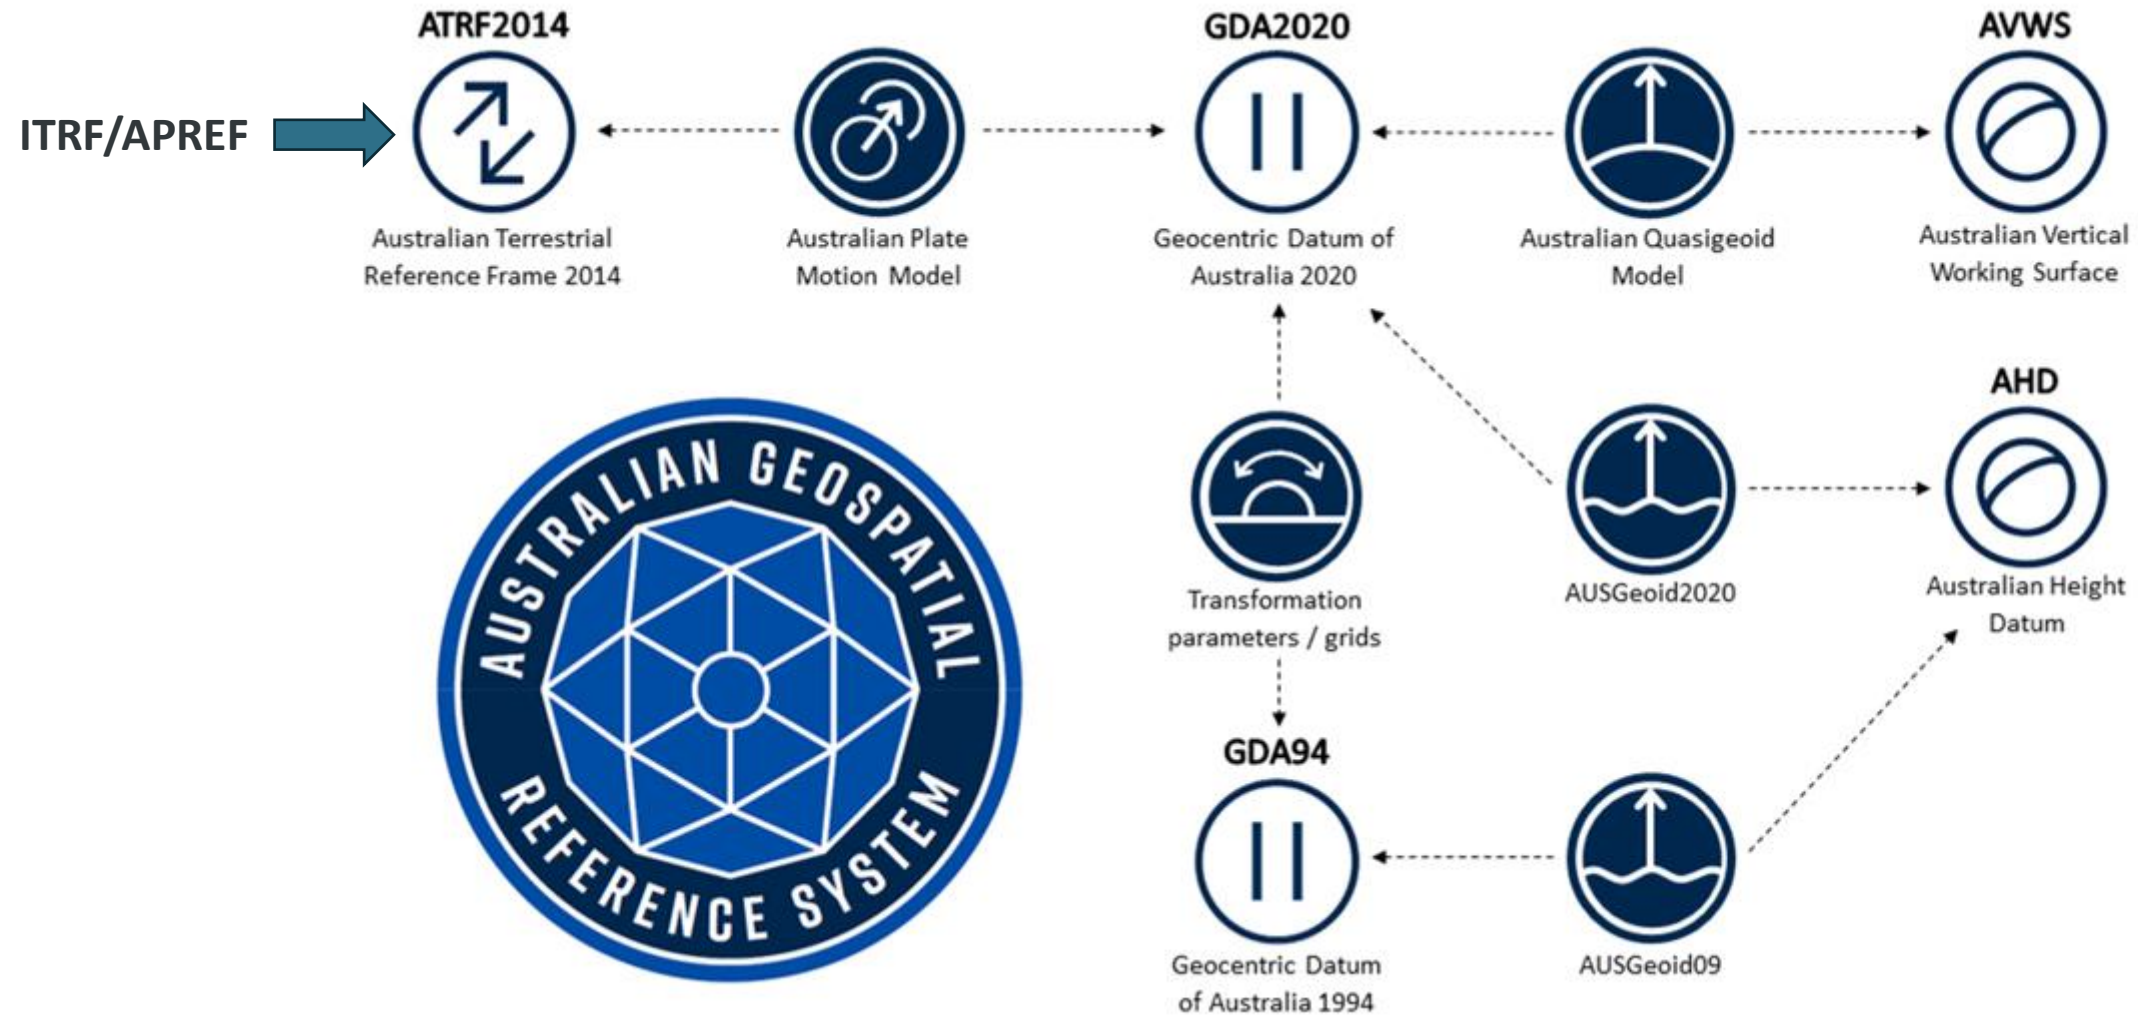 ATRF2014
GDA2020
AVWS
ITRF/APREF
Australian Terrestrial
Reference Frame 2014
Australian Plate
Motion Model
Geocentric Datum of
Australia 2020
Australian Quasigeoid
Model
Australian Vertical
Working Surface
AHD
AUSTRALIAN GEOSPATIAL
REFERENCE SYSTEM
Transformation
parameters / grids
AUSGeoid2020
Australian Height
Datum
GDA94
Geocentric Datum
of Australia 1994
AUSGeoid09